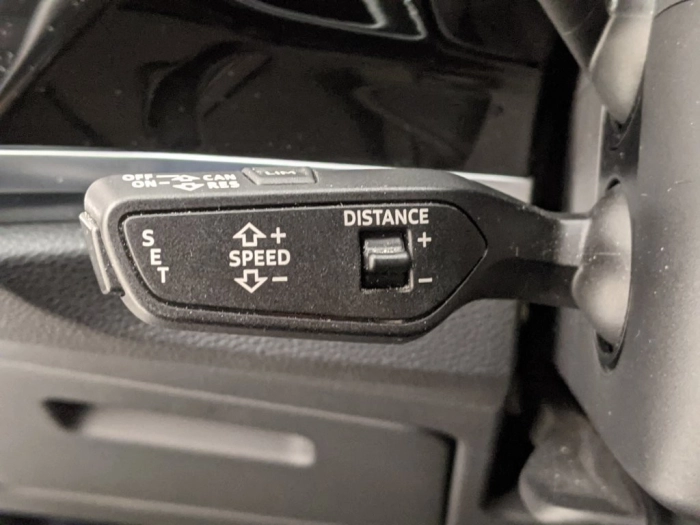 OFF CAN
ON RES
LIM
DISTANCE
+
SET
+
SPEED
-
-